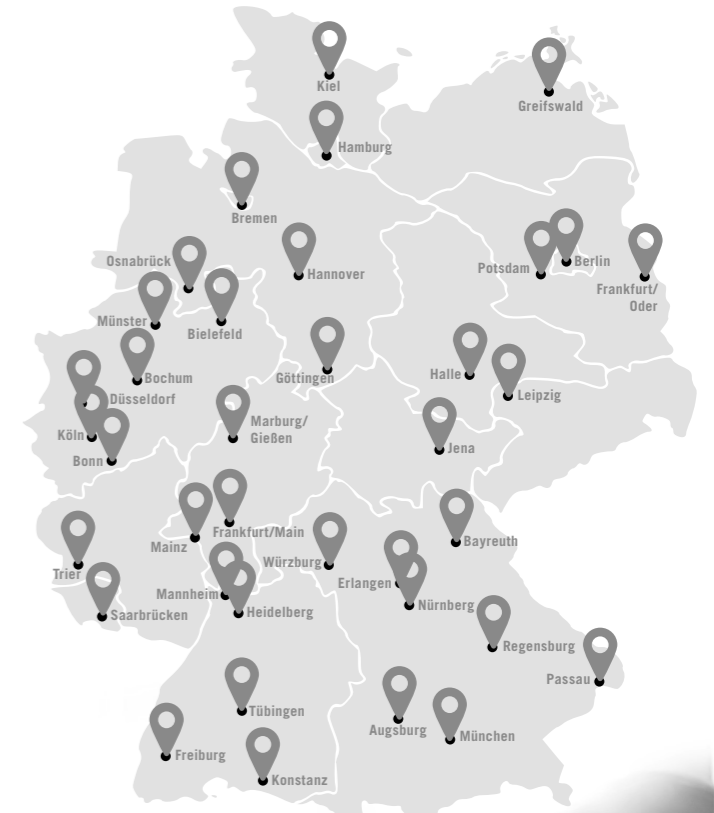 Kiel
Greifswald
Hamburg
Bremen
Osnabrück
Hannover
Potsdam
Berlin
Frankfurt/
Oder
Münster
Bielefeld
Göttingen
Bochum
Halle
Leipzig
Düsseldorf
Marburg/
Gießen
Köln
Bonn
Jena
Frankfurt/Main
Mainz
Bayreuth
Würzburg
Trier
Erlangen
Mannheim
Nürnberg
Saarbrücken
Heidelberg
Regensburg
Passau
Tübingen
Augsburg
München
Freiburg
Konstanz